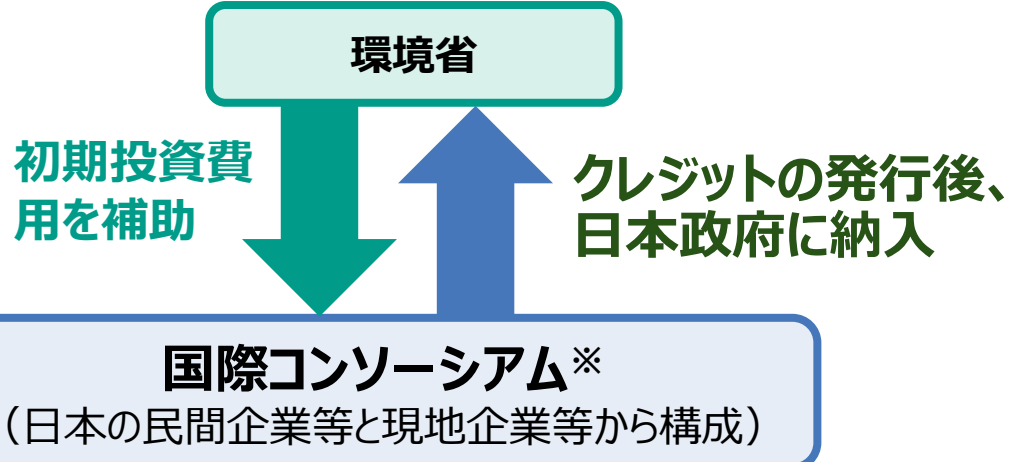 環境省
初期投資費
用を補助
クレジットの発行後、
日本政府に納入
国際コンソーシアム※
（日本の民間企業等と現地企業等から構成）